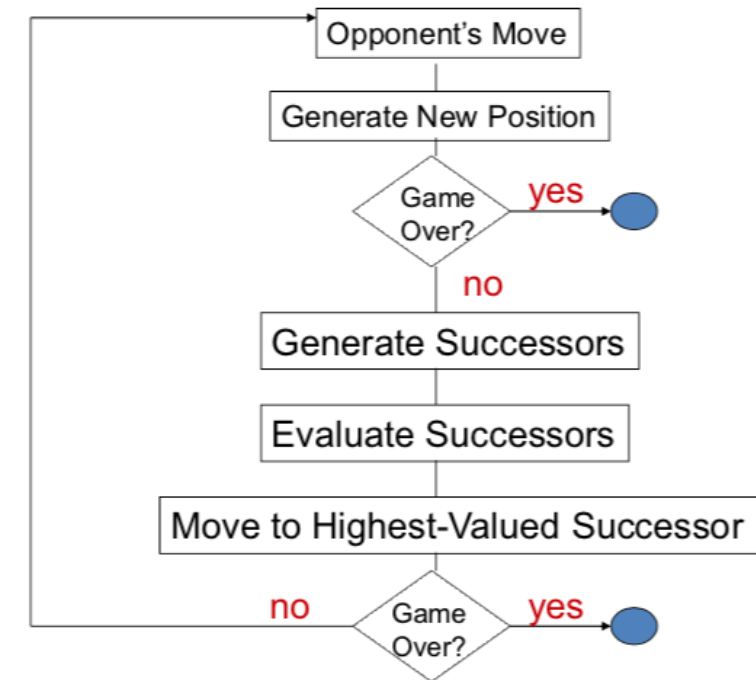 Opponent's Move
Generate New Position
Game
Over?
yes
no
Generate Successors
Evaluate Successors
Move to Highest-Valued Successor
no
Game
Over?
yes